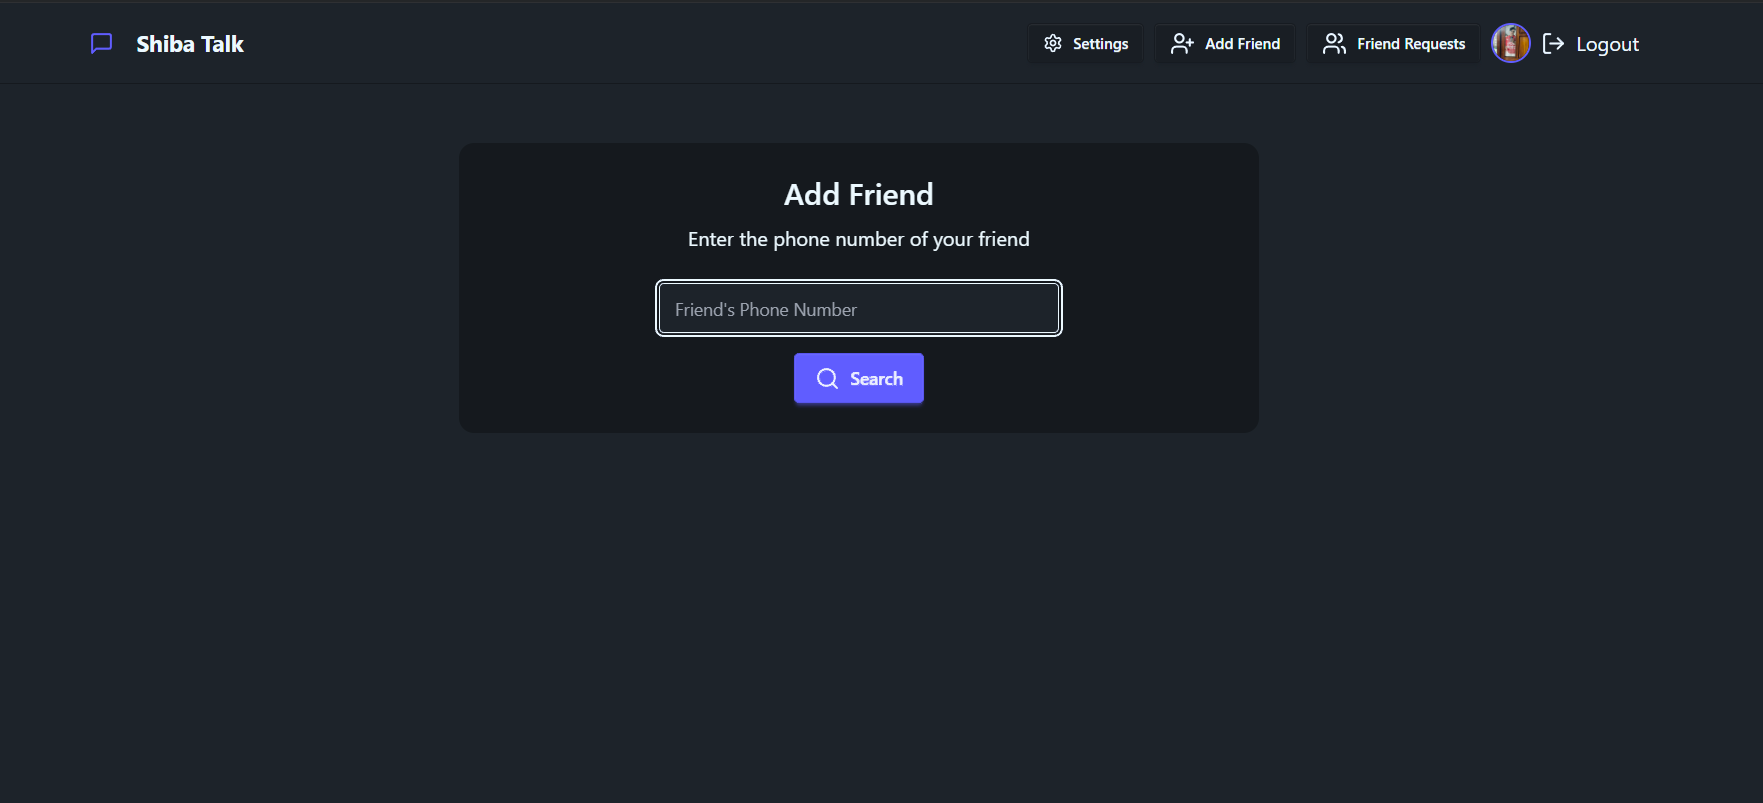 Shiba Talk
Settings
Add Friend
Friend Requests
Logout
Add Friend
Enter the phone number of your friend
Friend's Phone Number
Search